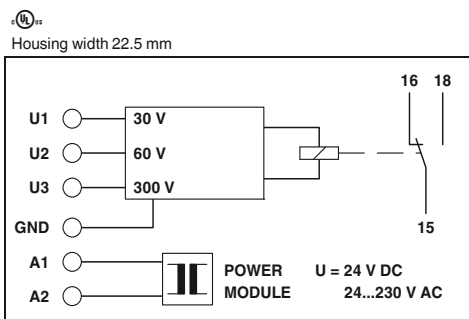 c UL us
Housing width 22.5 mm
16 18
U1 30 V
U2 60 V
U3 300 V
GND
15
A1
A2
POWER U = 24 V DC
MODULE 24...230 V AC